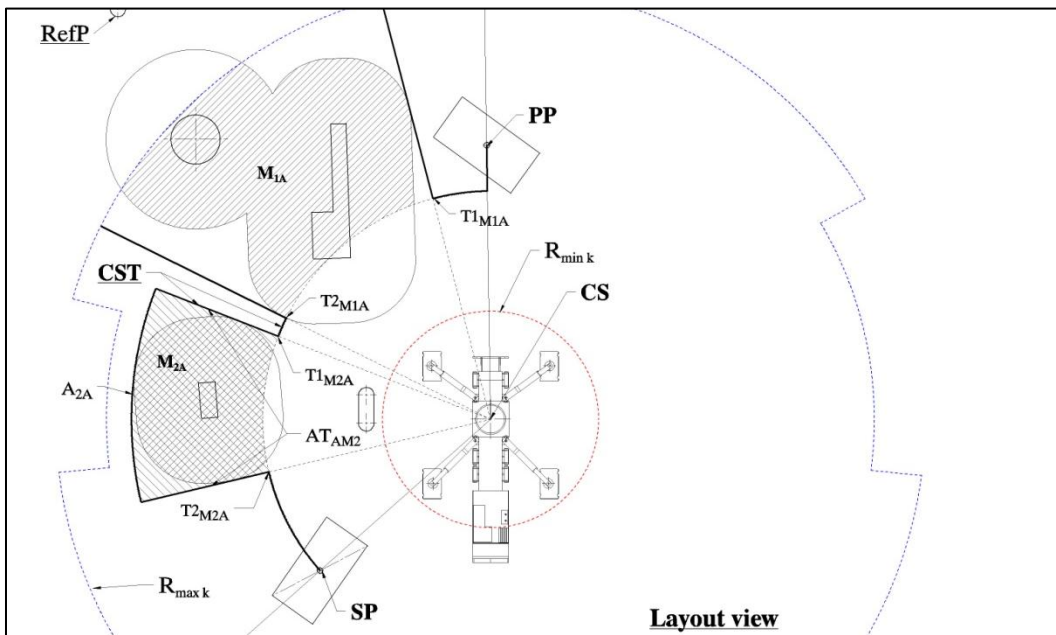 RefP
PP
M1A
T1M1A
Rmin k
CS
CST
T2M1A
M2A
T1M2A
A2A
ATAM2
T2M2A
Rmax k
SP
Layout view